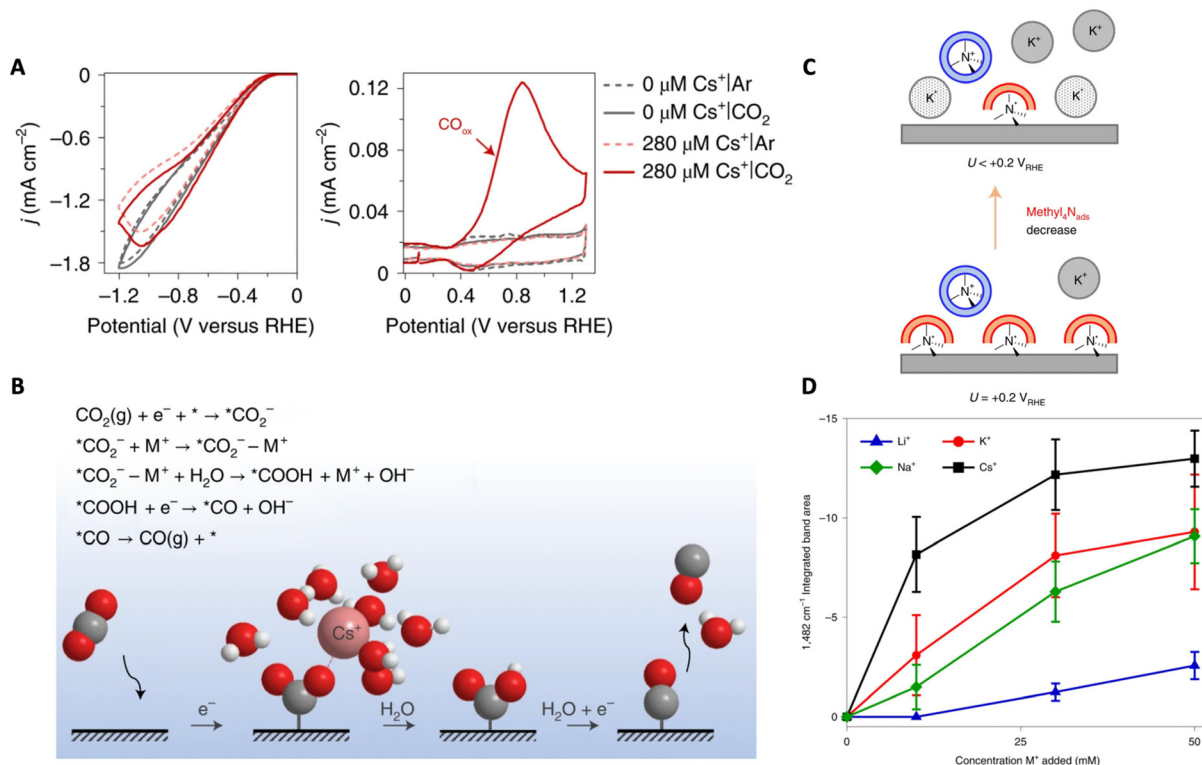 A
j (mA cm⁻²)
0
−0.6
−1.2
−1.8
−1.2
−0.8
−0.4
0
Potential (V versus RHE)
j (mA cm⁻²)
0.12
0.08
0.04
0
0
0.4
0.8
1.2
Potential (V versus RHE)
COₒₓ
0 µM Cs⁺|Ar
0 µM Cs⁺|CO₂
280 µM Cs⁺|Ar
280 µM Cs⁺|CO₂
B
CO₂(g) + e⁻ + * → *CO₂⁻
*CO₂⁻ + M⁺ → *CO₂⁻ – M⁺
*CO₂⁻ – M⁺ + H₂O → *COOH + M⁺ + OH⁻
*COOH + e⁻ → *CO + OH⁻
*CO → CO(g) + *
Cs⁺
e⁻
H₂O
H₂O + e⁻
C
N⁺
K⁺
K⁺
K⁺
N•
K⁺
U < +0.2 V_RHE
Methyl₄N_ads
decrease
N⁺
K⁺
N•
N•
N•
U = +0.2 V_RHE
D
1,482 cm⁻¹ Integrated band area
−15
−10
−5
0
Li⁺
K⁺
Na⁺
Cs⁺
0
25
50
Concentration M⁺ added (mM)